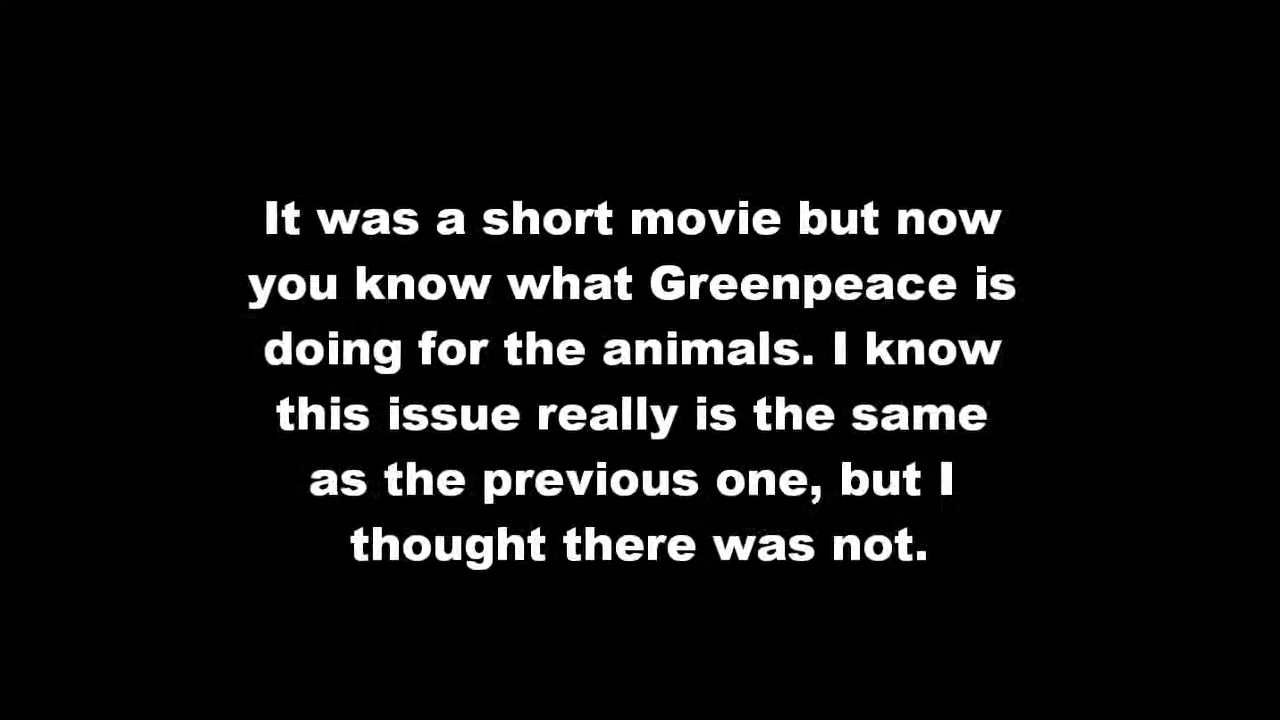 It was a short movie but now
you know what Greenpeace is
doing for the animals. I know
this issue really is the same
as the previous one, but I
thought there was not.